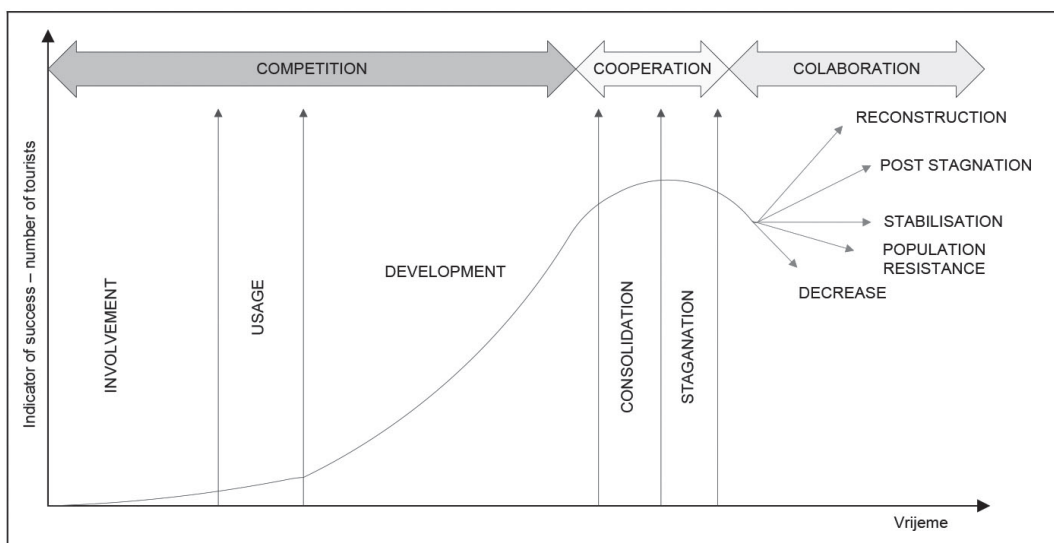 COMPETITION
COOPERATION
COLABORATION
Indicator of success – number of tourists
INVOLVEMENT
USAGE
DEVELOPMENT
CONSOLIDATION
STAGANATION
RECONSTRUCTION
POST STAGNATION
STABILISATION
POPULATION
RESISTANCE
DECREASE
Vrijeme